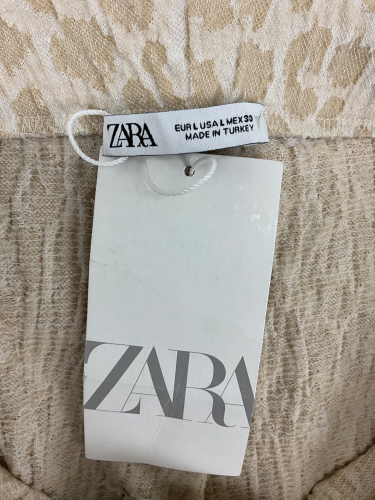 ZARA
EUR L USA L MEX 30
MADE IN TURKEY
ZARA